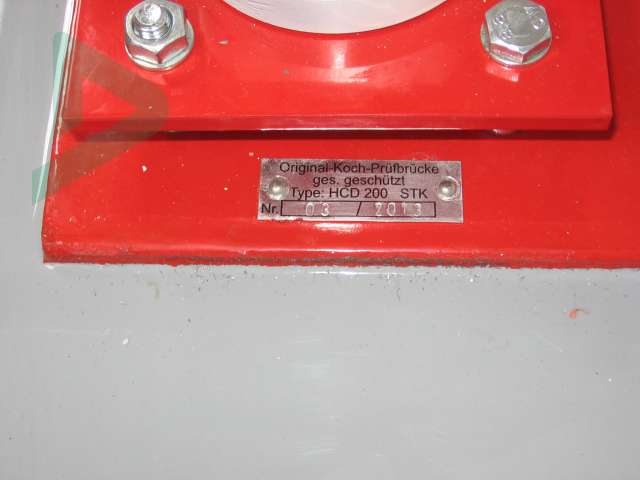 Original-Koch-Prüfbrücke
ges. geschützt
Type: HCD 200 STK
Nr. 03 / 2013